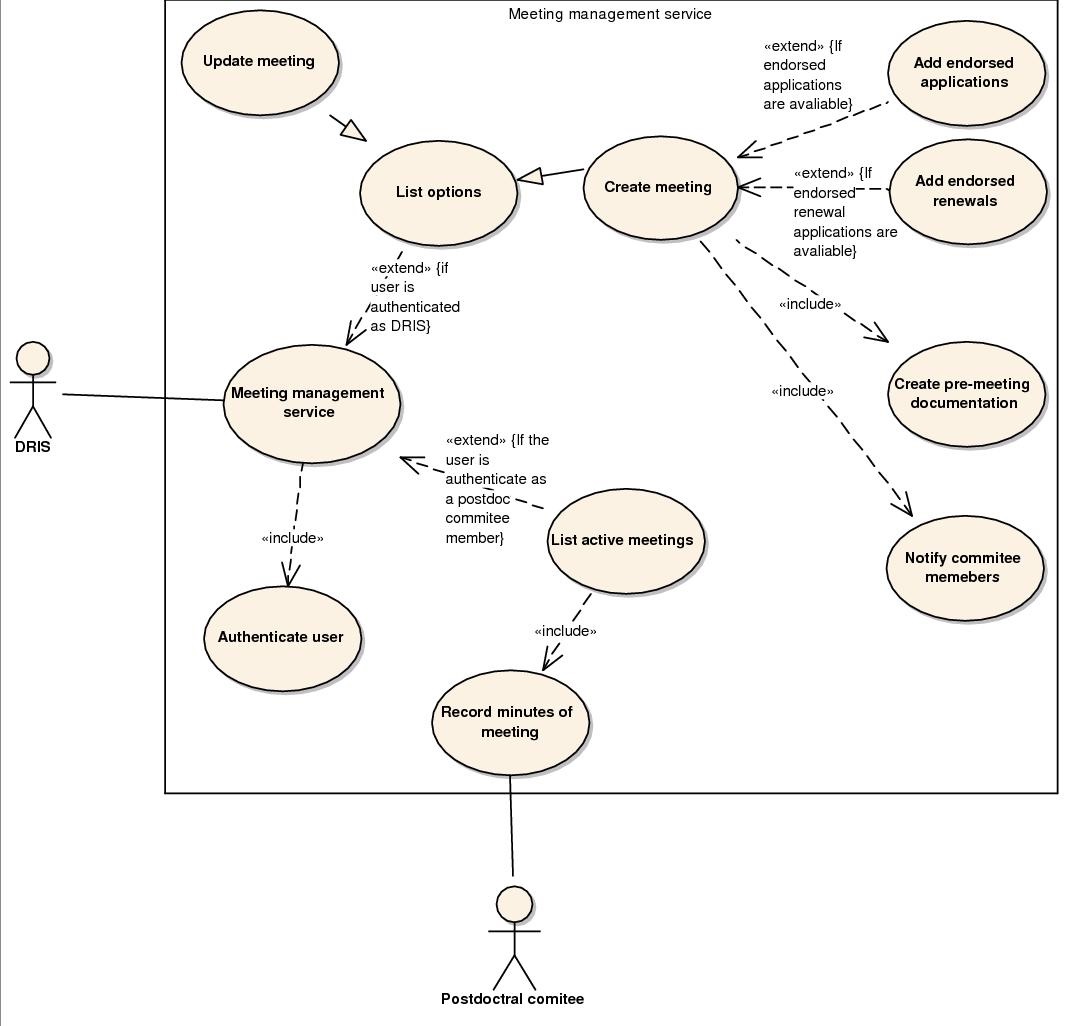 Meeting management service
Update meeting
«extend» {If
endorsed
applications
are avaliable}
Add endorsed
applications
List options
Create meeting
«extend» {If
endorsed
renewal
applications are
avaliable}
Add endorsed
renewals
«extend» {if
user is
authenticated
as DRIS}
«include»
Meeting management
service
DRIS
Create pre-meeting
documentation
«include»
«extend» {If the
user is
authenticate as
a postdoc
commitee
member}
List active meetings
«include»
Notify commitee
memebers
Authenticate user
«include»
Record minutes of
meeting
Postdoctral comitee